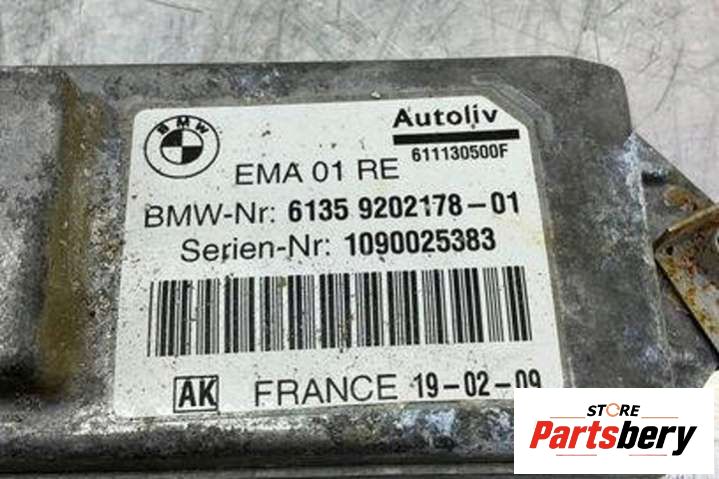 BMW
Autoliv
611130500F
EMA 01 RE
BMW-Nr: 6135 9202178-01
Serien-Nr: 1090025383
AK FRANCE 19-02-09
STORE
Partsbery